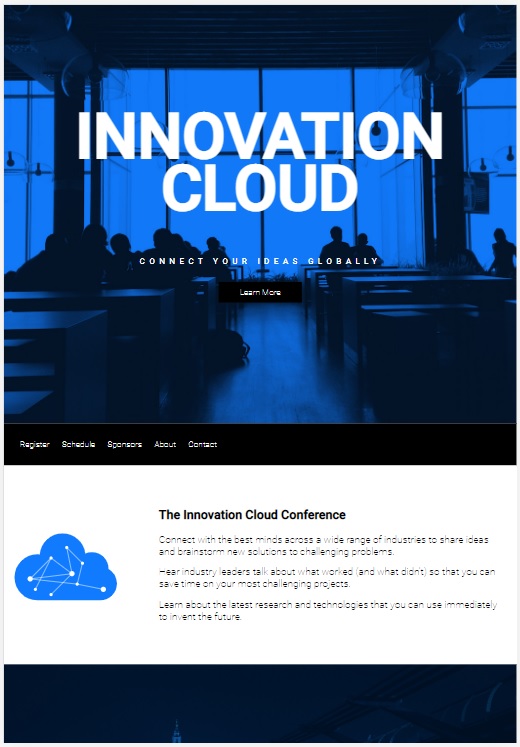 INNOVATION
CLOUD
CONNECT YOUR IDEAS GLOBALLY
Learn More
Register Schedule Sponsors About Contact
The Innovation Cloud Conference
Connect with the best minds across a wide range of industries to share ideas
and brainstorm new solutions to challenging problems.
Hear industry leaders talk about what worked (and what didn't) so that you can
save time on your most challenging projects.
Learn about the latest research and technologies that you can use immediately
to invent the future.